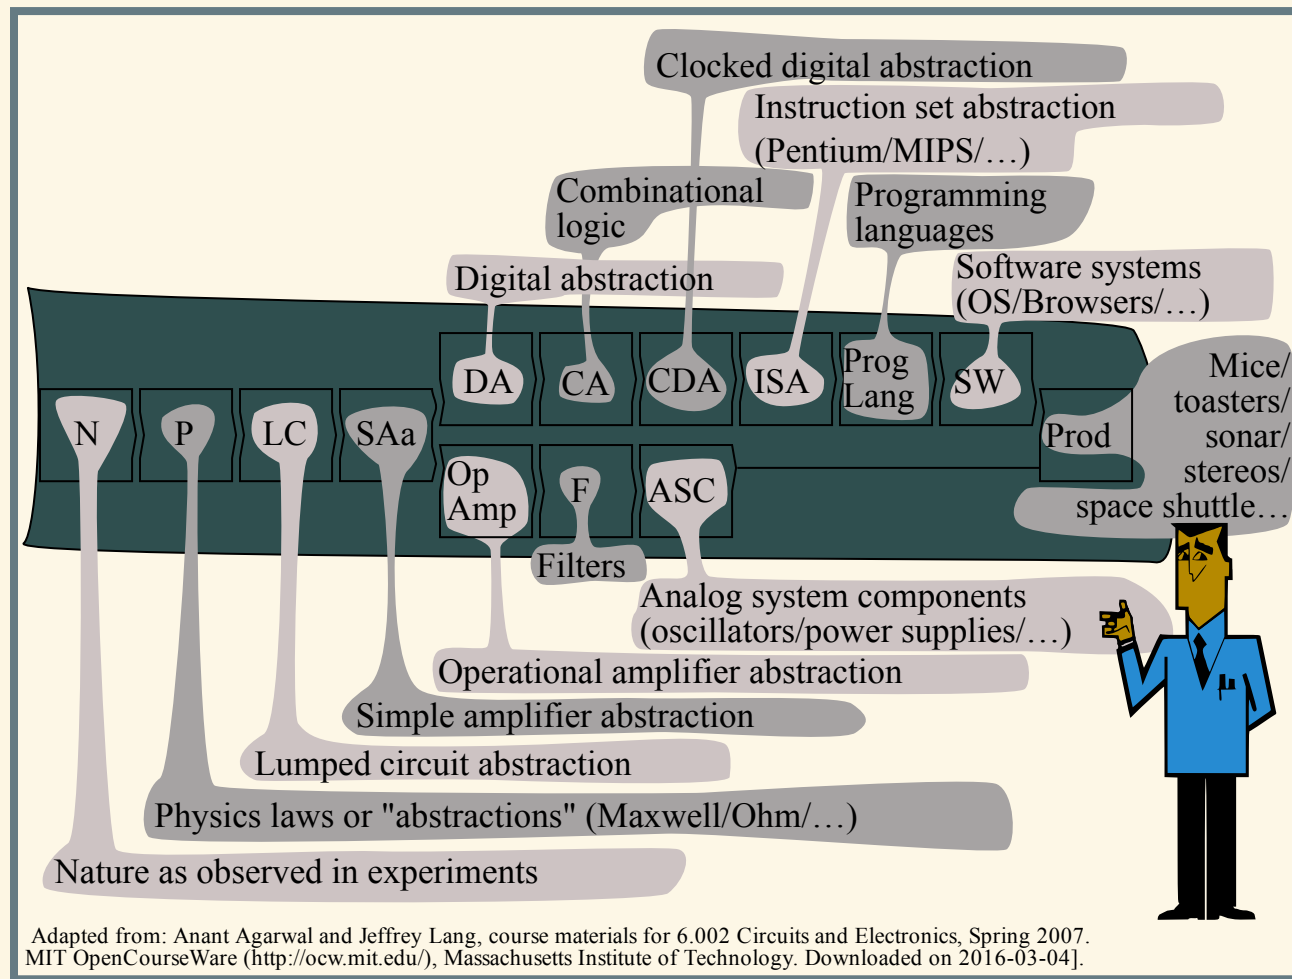 Clocked digital abstraction
Instruction set abstraction
(Pentium/MIPS/…)
Combinational
logic
Programming
languages
Digital abstraction
Software systems
(OS/Browsers/…)
DA
CA
CDA
ISA
Prog
Lang
SW
Mice/
toasters/
sonar/
stereos/
space shuttle…
N
P
LC
SAa
Prod
Op
Amp
F
ASC
Filters
Analog system components
(oscillators/power supplies/…)
Operational amplifier abstraction
Simple amplifier abstraction
Lumped circuit abstraction
Physics laws or "abstractions" (Maxwell/Ohm/…)
Nature as observed in experiments
Adapted from: Anant Agarwal and Jeffrey Lang, course materials for 6.002 Circuits and Electronics, Spring 2007.
MIT OpenCourseWare (http://ocw.mit.edu/), Massachusetts Institute of Technology. Downloaded on 2016-03-04].